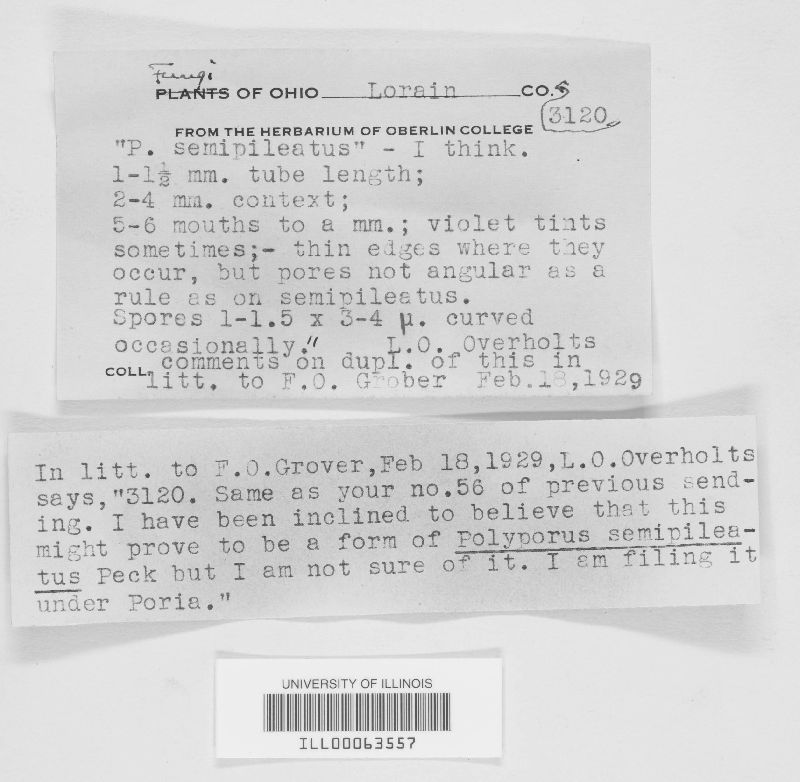 Fungi
PLANTS OF OHIO Lorain CO.
3120
FROM THE HERBARIUM OF OBERLIN COLLEGE
"P. semipileatus" - I think.
1-1½ mm. tube length;
2-4 mm. context;
5-6 mouths to a mm.; violet tints
sometimes;- thin edges where they
occur, but pores not angular as a
rule as on semipileatus.
Spores 1-1.5 x 3-4 µ. curved
occasionally." L.O. Overholts
comments on dupl. of this in
COLL. litt. to F.O. Grober Feb.18,1929
In litt. to F.O.Grover,Feb 18,1929,L.O.Overholts
says,"3120. Same as your no.56 of previous send-
ing. I have been inclined to believe that this
might prove to be a form of Polyporus semipilea-
tus Peck but I am not sure of it. I am filing it
under Poria."
UNIVERSITY OF ILLINOIS
ILL00063557